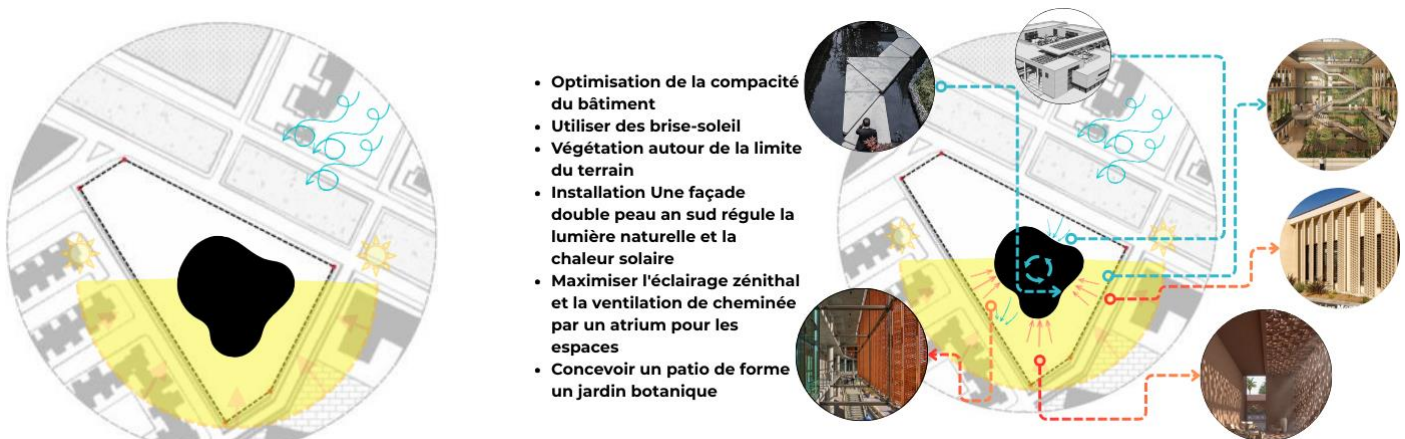 • Optimisation de la compacité
du bâtiment
• Utiliser des brise-soleil
• Végétation autour de la limite
du terrain
• Installation Une façade
double peau an sud régule la
lumière naturelle et la
chaleur solaire
• Maximiser l'éclairage zénithal
et la ventilation de cheminée
par un atrium pour les
espaces
• Concevoir un patio de forme
un jardin botanique